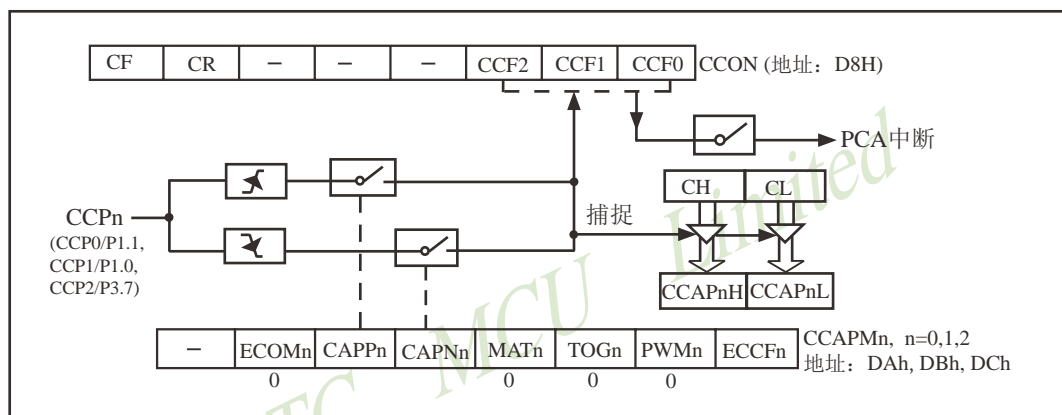 CF CR – – – CCF2 CCF1 CCF0 CCON (地址：D8H)
PCA中断
CH CL
CCPn
(CCP0/P1.1,
CCP1/P1.0,
CCP2/P3.7)
捕捉
CCAPnH CCAPnL
– ECOMn CAPPn CAPNn MATn TOGn PWMn ECCFn
CCAPMn, n=0,1,2
地址：DAh, DBh, DCh
0 0 0 0
MCU Limited